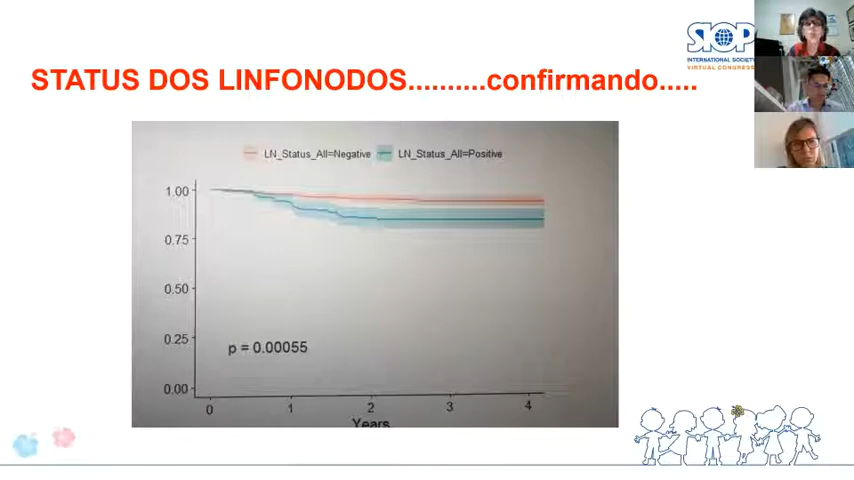 STATUS DOS LINFONODOS..........confirmando.....
SIOP
INTERNATIONAL SOCIETY
VIRTUAL CONGRESS
LN_Status_All=Negative LN_Status_All=Positive
1.00
0.75
0.50
0.25
0.00
p = 0.00055
0 1 2 3 4
Years